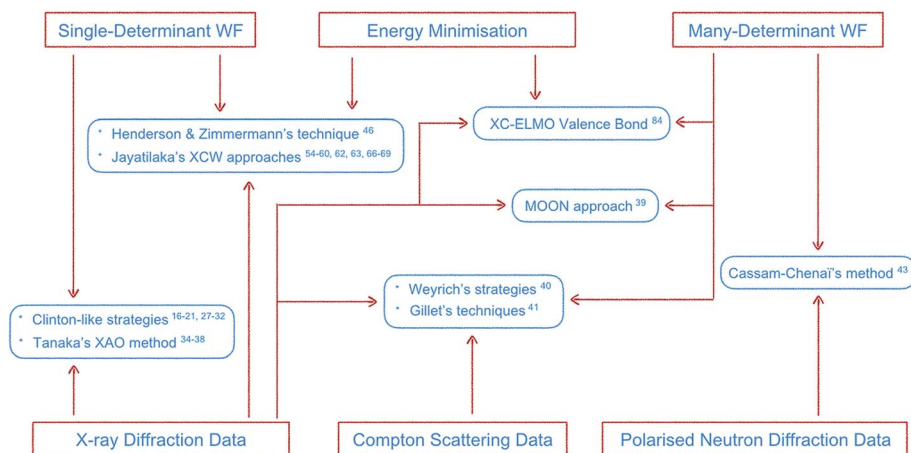 Single-Determinant WF
Energy Minimisation
Many-Determinant WF
• Henderson & Zimmermann's technique 46
• Jayatilaka's XCW approaches 54-60, 62, 63, 66-69
XC-ELMO Valence Bond 84
MOON approach 39
Cassam-Chenaï's method 43
• Weyrich's strategies 40
• Gillet's techniques 41
• Clinton-like strategies 16-21, 27-32
• Tanaka's XAO method 34-38
X-ray Diffraction Data
Compton Scattering Data
Polarised Neutron Diffraction Data